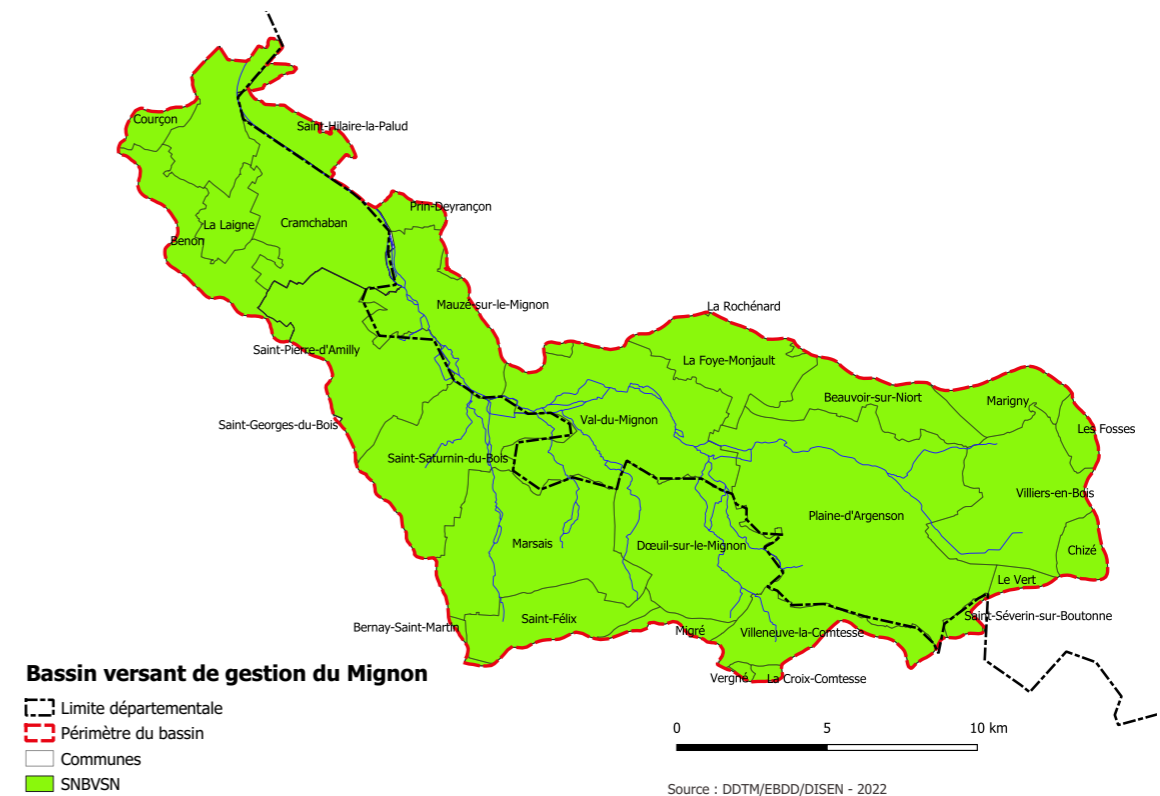 Courçon
Saint-Hilaire-la-Palud
Prin-Deyrançon
La Laigne
Cramchaban
Benon
Mauzé-sur-le-Mignon
La Rochénard
Saint-Pierre-d'Amilly
La Foye-Monjault
Beauvoir-sur-Niort
Marigny
Saint-Georges-du-Bois
Val-du-Mignon
Les Fosses
Saint-Saturnin-du-Bois
Villiers-en-Bois
Plaine-d'Argenson
Marsais
Dœuil-sur-le-Mignon
Chizé
Le Vert
Saint-Félix
Saint-Séverin-sur-Boutonne
Bernay-Saint-Martin
Migré
Villeneuve-la-Comtesse
Vergné
La Croix-Comtesse
Bassin versant de gestion du Mignon
Limite départementale
Périmètre du bassin
Communes
SNBVSN
0 5 10 km
Source : DDTM/EBDD/DISEN - 2022